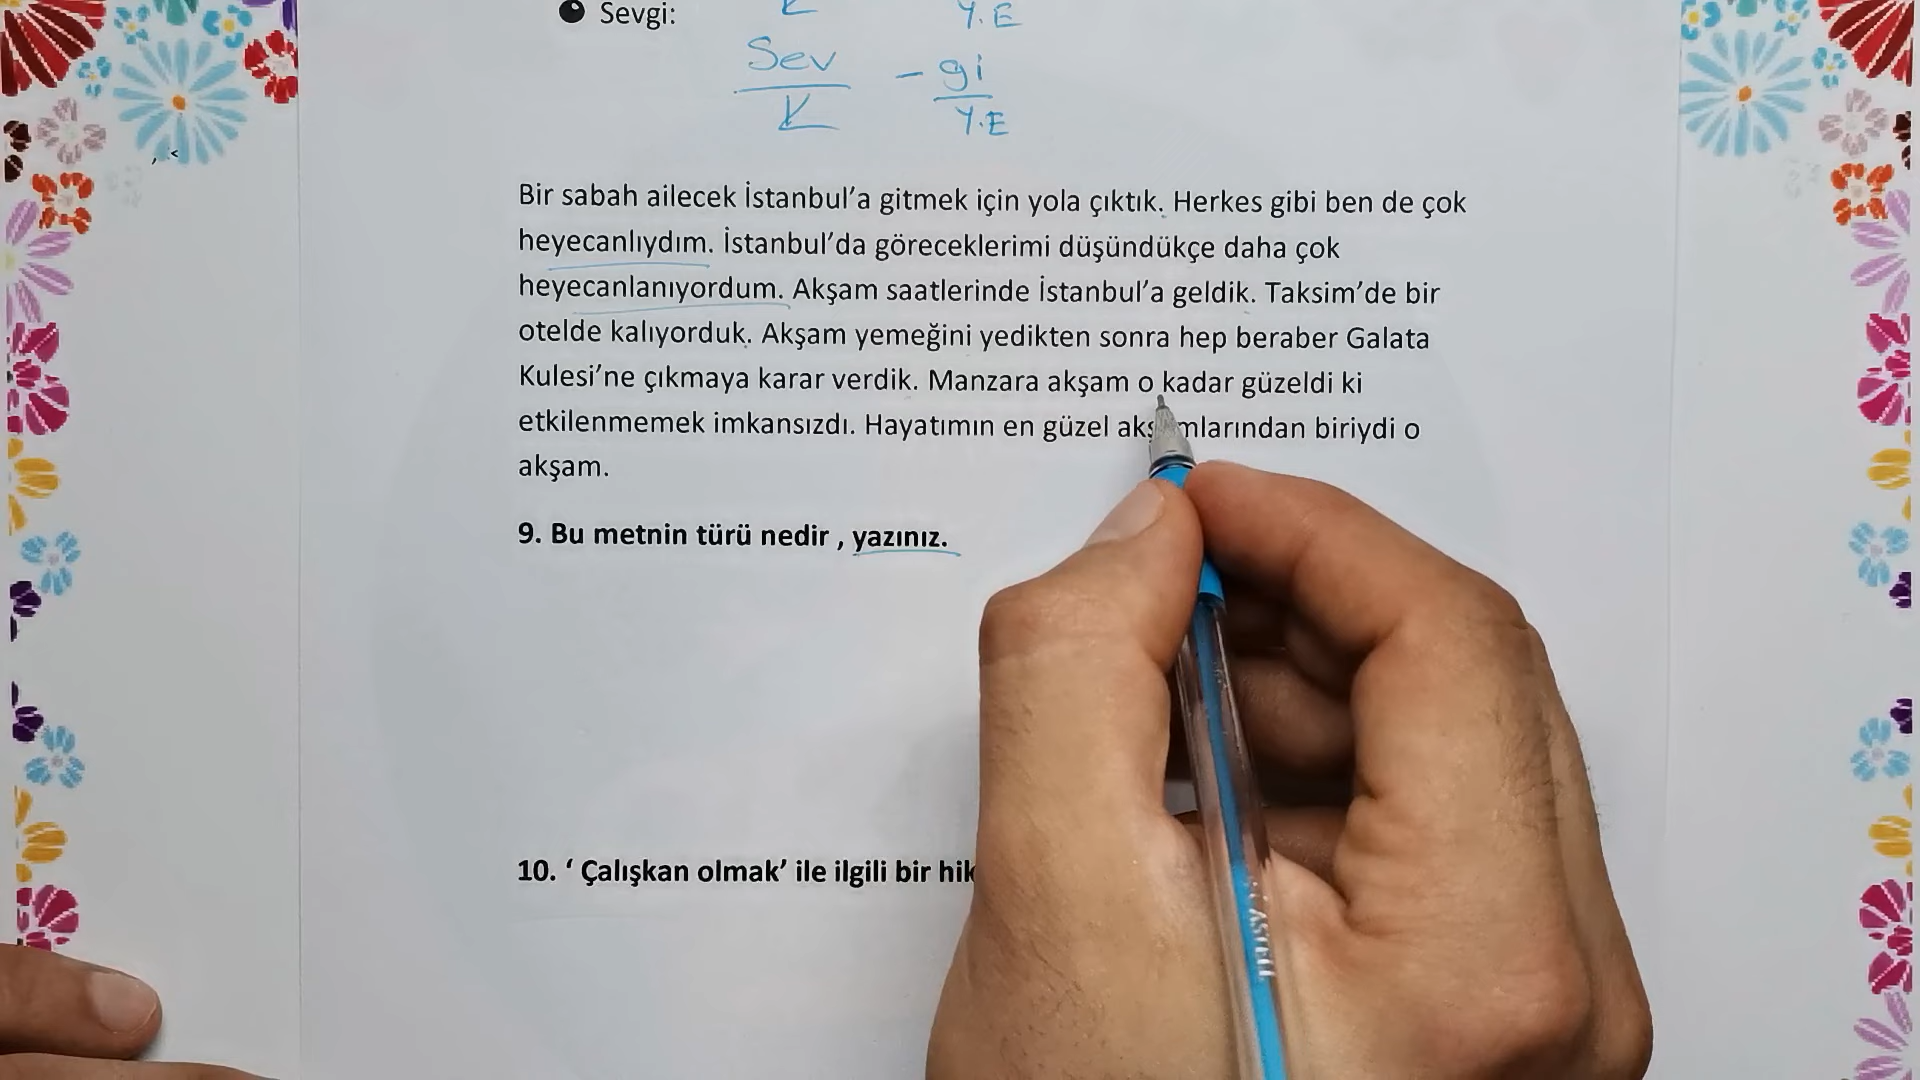 Sevgi:
K Y.E
Sev - gi
K Y.E
Bir sabah ailecek İstanbul'a gitmek için yola çıktık. Herkes gibi ben de çok
heyecanlıydım. İstanbul'da göreceklerimi düşündükçe daha çok
heyecanlanıyordum. Akşam saatlerinde İstanbul'a geldik. Taksim'de bir
otelde kalıyorduk. Akşam yemeğini yedikten sonra hep beraber Galata
Kulesi'ne çıkmaya karar verdik. Manzara akşam o kadar güzeldi ki
etkilenmemek imkansızdı. Hayatımın en güzel akşamlarından biriydi o
akşam.
9. Bu metnin türü nedir , yazınız.
10. ' Çalışkan olmak' ile ilgili bir